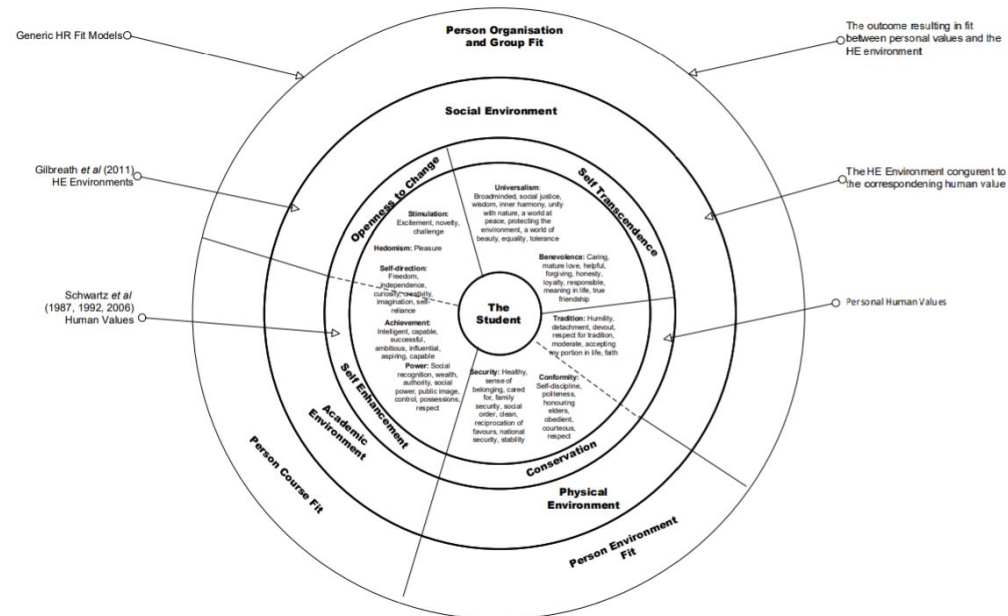 Generic HR Fit Models
Person Organisation
and Group Fit
The outcome resulting in fit
between personal values and the
HE environment
Social Environment
Gilbreath et al (2011)
HE Environments
The HE Environment congurent to
the correspondening human value
Openness to Change
Self Transcendence
Universalism:
Broadminded, social justice,
wisdom, inner harmony, unity
with nature, a world at
peace, protecting the
environment, a world of
beauty, equality, tolerance
Stimulation:
Excitement, novelty,
challenge
Hedomism: Pleasure
Self-direction:
Freedom,
independence,
curiosity, creativity,
imagination, self-
reliance
Benevolence: Caring,
mature love, helpful,
forgiving, honesty,
loyalty, responsible,
meaning in life, true
friendship
The
Student
Schwartz et al
(1987, 1992, 2006)
Human Values
Personal Human Values
Achievement:
Intelligent, capable,
successful,
ambitious, influential,
aspiring, capable
Power: Social
recognition, wealth,
authority, social
power, public image,
control, possessions,
respect
Tradition: Humility,
detachment, devout,
respect for tradition,
moderate, accepting
my portion in life, faith
Security: Healthy,
sense of
belonging, cared
for, family
security, social
order, clean,
reciprocation of
favours, national
security, stability
Conformity:
Self-discipline,
politeness,
honouring
elders,
obedient,
courteous,
respect
Self Enhancement
Conservation
Academic
Environment
Physical
Environment
Person Course Fit
Person Environment
Fit